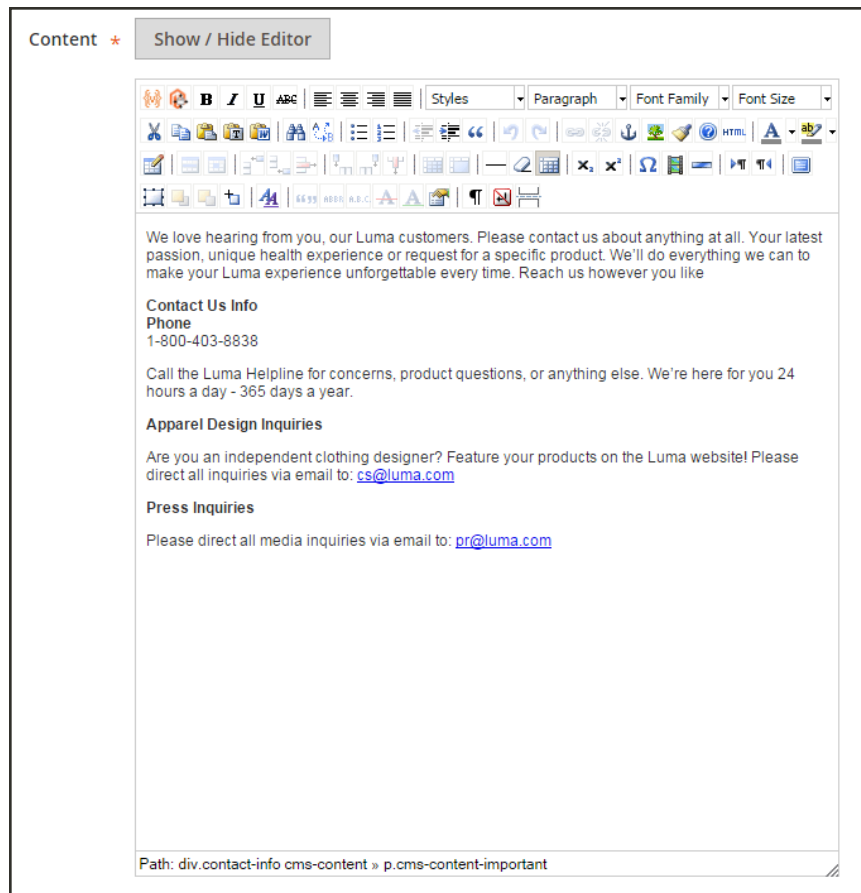 Content *
Show / Hide Editor
B I U ABC Styles Paragraph Font Family Font Size
HTML A ab
x₂ x² Ω ¶ ¶
AA 66 99 ABBR A.B.C. A A ¶
We love hearing from you, our Luma customers. Please contact us about anything at all. Your latest
passion, unique health experience or request for a specific product. We'll do everything we can to
make your Luma experience unforgettable every time. Reach us however you like
Contact Us Info
Phone
1-800-403-8838
Call the Luma Helpline for concerns, product questions, or anything else. We're here for you 24
hours a day - 365 days a year.
Apparel Design Inquiries
Are you an independent clothing designer? Feature your products on the Luma website! Please
direct all inquiries via email to: cs@luma.com
Press Inquiries
Please direct all media inquiries via email to: pr@luma.com
Path: div.contact-info cms-content » p.cms-content-important